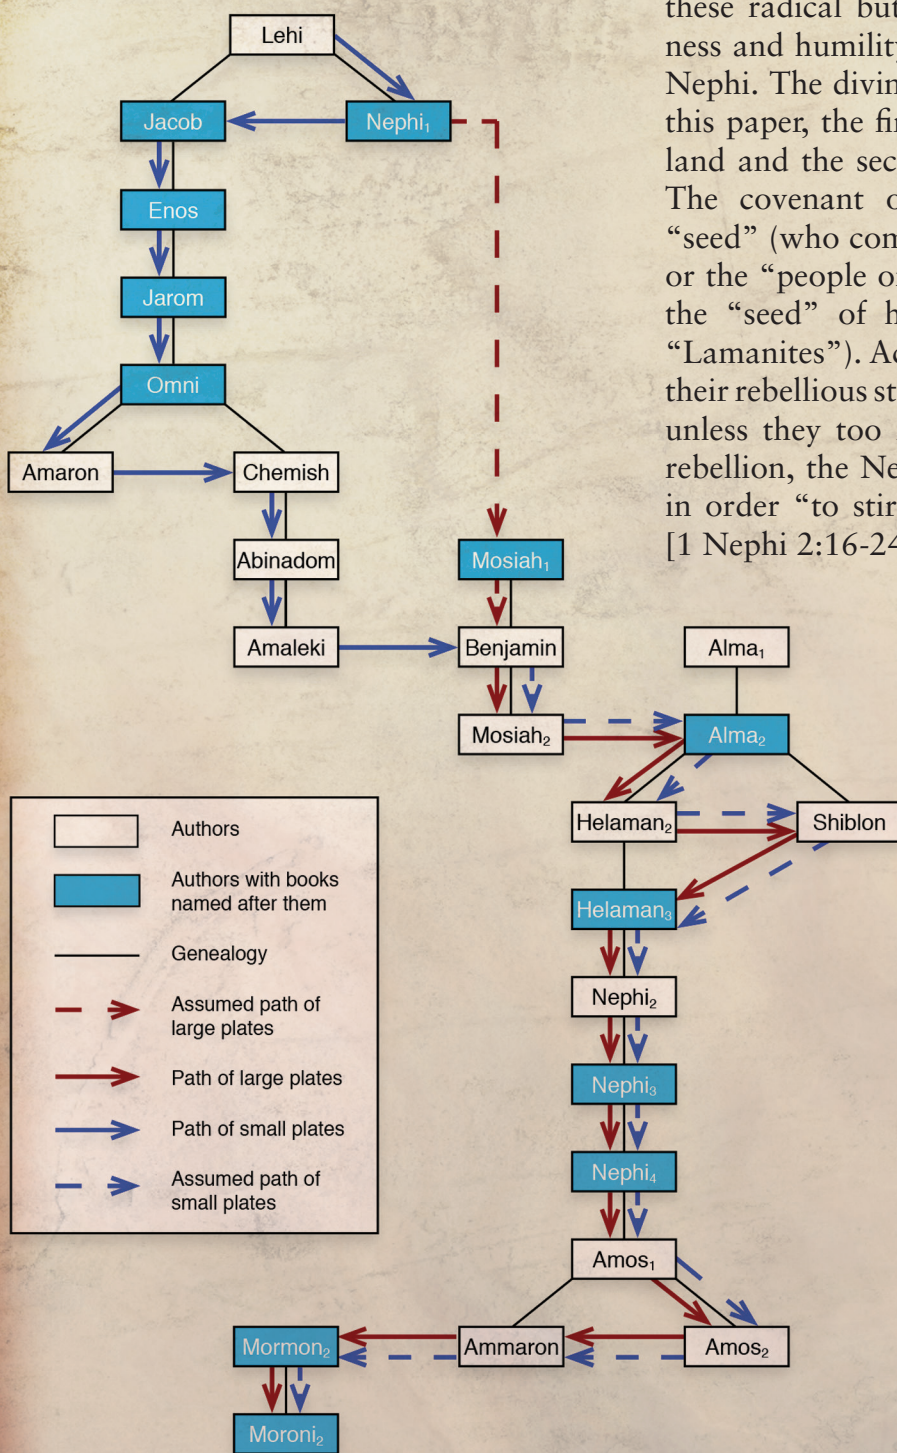 Lehi
Jacob
Nephi₁
Enos
Jarom
Omni
Amaron
Chemish
Abinadom
Mosiah₁
Amaleki
Benjamin
Alma₁
Mosiah₂
Alma₂
Helaman₂
Shiblon
Helaman₃
Nephi₂
Nephi₃
Nephi₄
Amos₁
Mormon₂
Ammaron
Amos₂
Moroni₂
Authors
Authors with books
named after them
Genealogy
Assumed path of
large plates
Path of large plates
Path of small plates
Assumed path of
small plates
these radical but
ness and humility
Nephi. The divin
this paper, the fi
land and the sec
The covenant o
“seed” (who com
or the “people o
the “seed” of h
“Lamanites”). Ac
their rebellious st
unless they too
rebellion, the Ne
in order “to stir
[1 Nephi 2:16-24